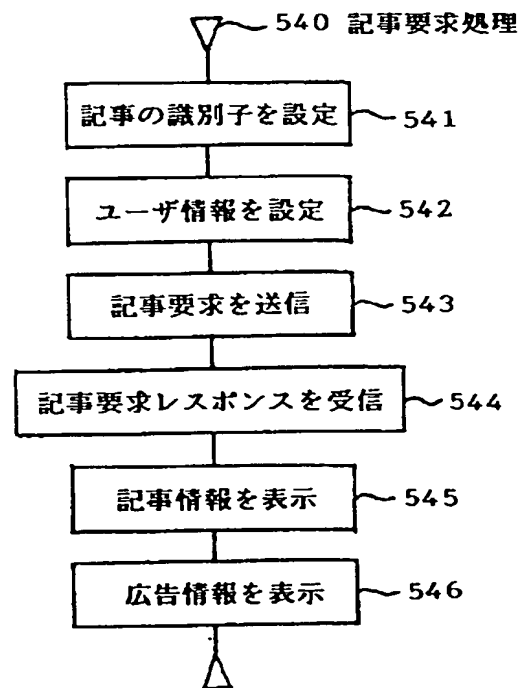 540 記事要求処理
記事の識別子を設定 541
ユーザ情報を設定 542
記事要求を送信 543
記事要求レスポンスを受信 544
記事情報を表示 545
広告情報を表示 546